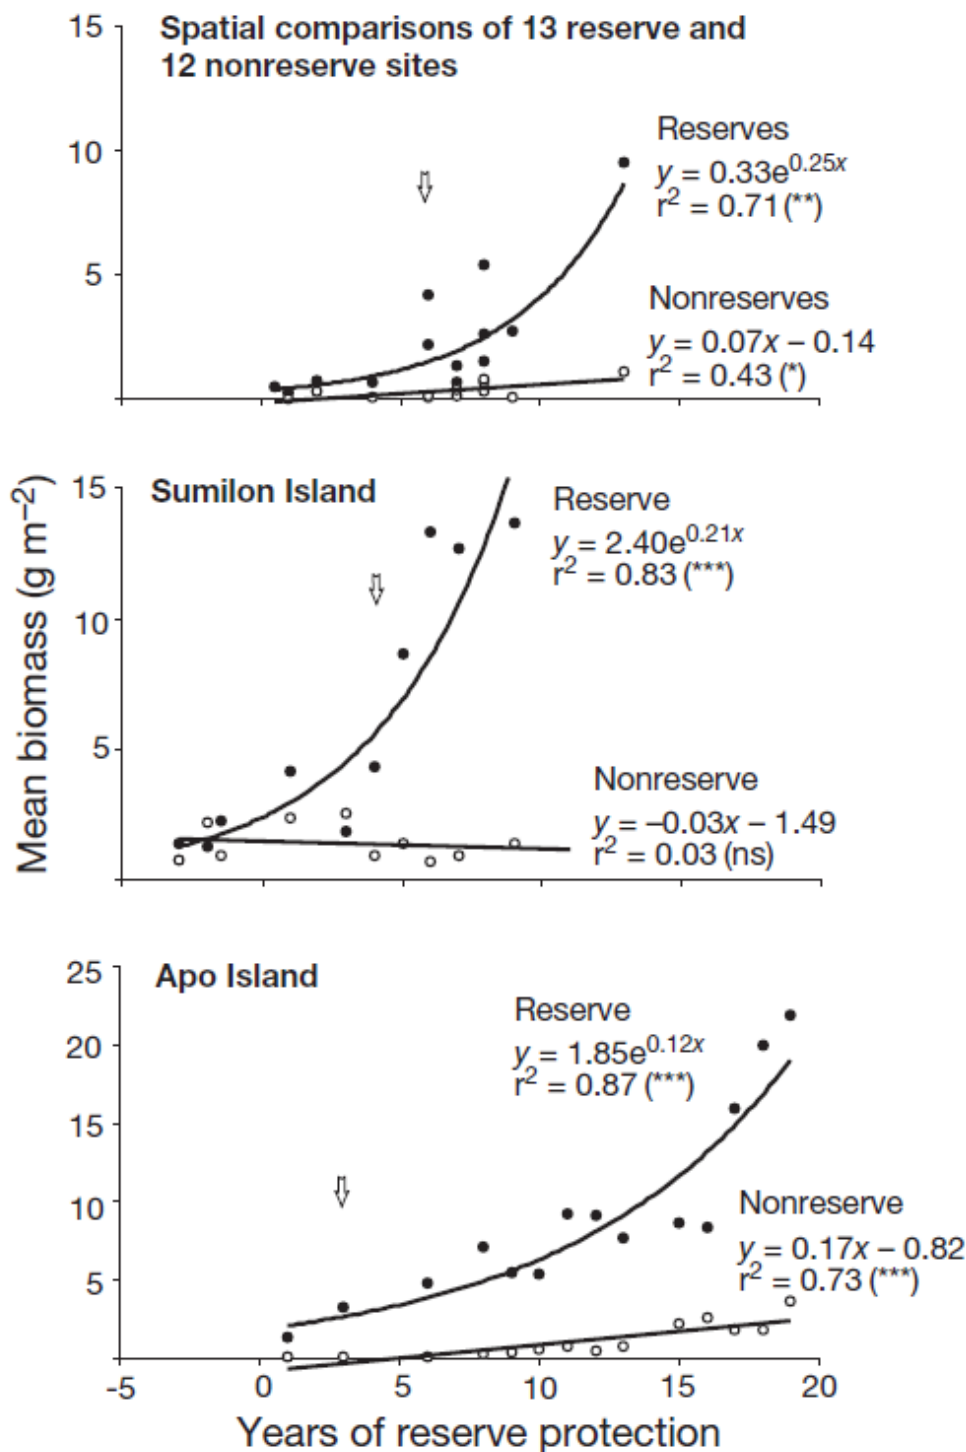 Spatial comparisons of 13 reserve and
12 nonreserve sites
15
10
5
Reserves
y = 0.33e^0.25x
r² = 0.71 (**)
Nonreserves
y = 0.07x – 0.14
r² = 0.43 (*)
Mean biomass (g m⁻²)
Sumilon Island
15
10
5
Reserve
y = 2.40e^0.21x
r² = 0.83 (***)
Nonreserve
y = –0.03x – 1.49
r² = 0.03 (ns)
Apo Island
25
20
15
10
5
Reserve
y = 1.85e^0.12x
r² = 0.87 (***)
Nonreserve
y = 0.17x – 0.82
r² = 0.73 (***)
-5 0 5 10 15 20
Years of reserve protection